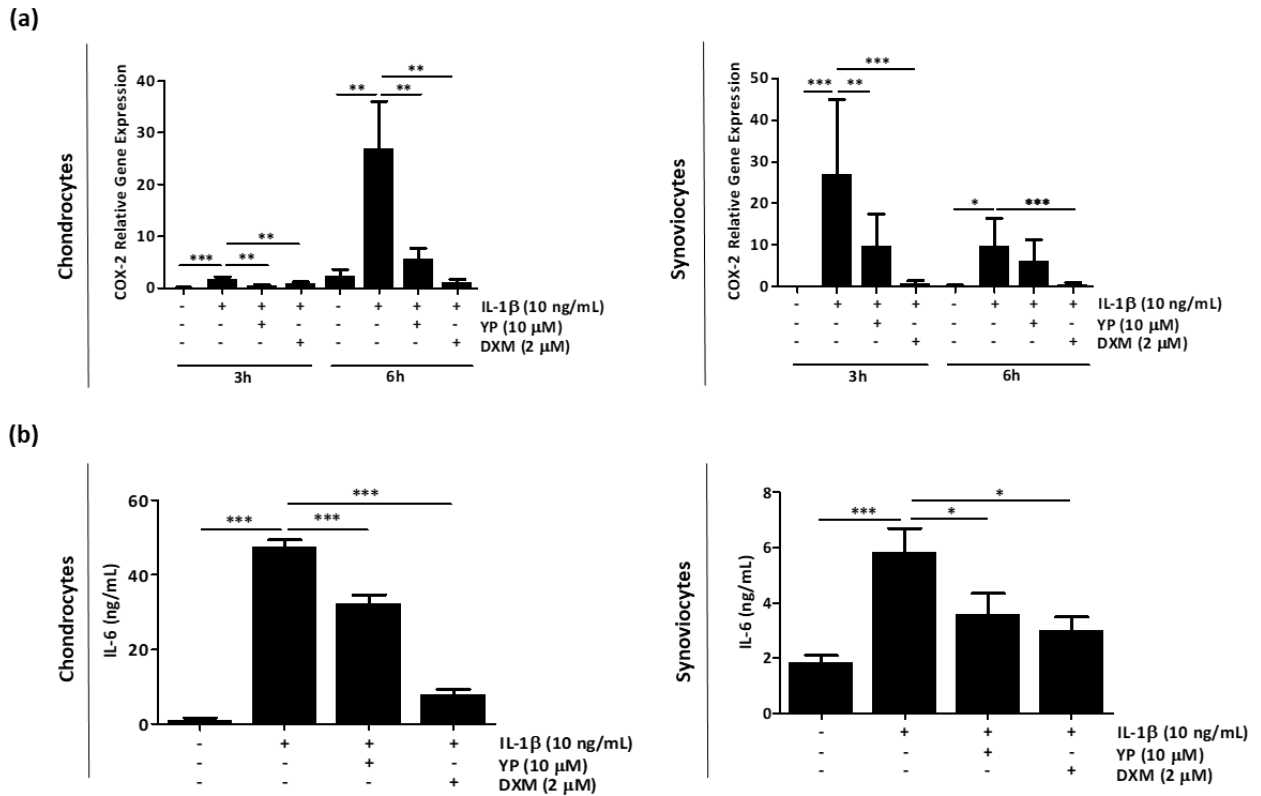 (a)
Chondrocytes
COX-2 Relative Gene Expression
40
30
20
10
0
*** ** ** ** ** **
- + + + - + + + IL-1β (10 ng/mL)
- - + - - - + - YP (10 µM)
- - - + - - - + DXM (2 µM)
3h 6h
Synoviocytes
COX-2 Relative Gene Expression
50
40
30
20
10
0
*** ** *** * ***
- + + + - + + + IL-1β (10 ng/mL)
- - + - - - + - YP (10 µM)
- - - + - - - + DXM (2 µM)
3h 6h
(b)
Chondrocytes
IL-6 (ng/mL)
60
40
20
0
*** *** ***
- + + + IL-1β (10 ng/mL)
- - + - YP (10 µM)
- - - + DXM (2 µM)
Synoviocytes
IL-6 (ng/mL)
8
6
4
2
0
*** * *
- + + + IL-1β (10 ng/mL)
- - + - YP (10 µM)
- - - + DXM (2 µM)